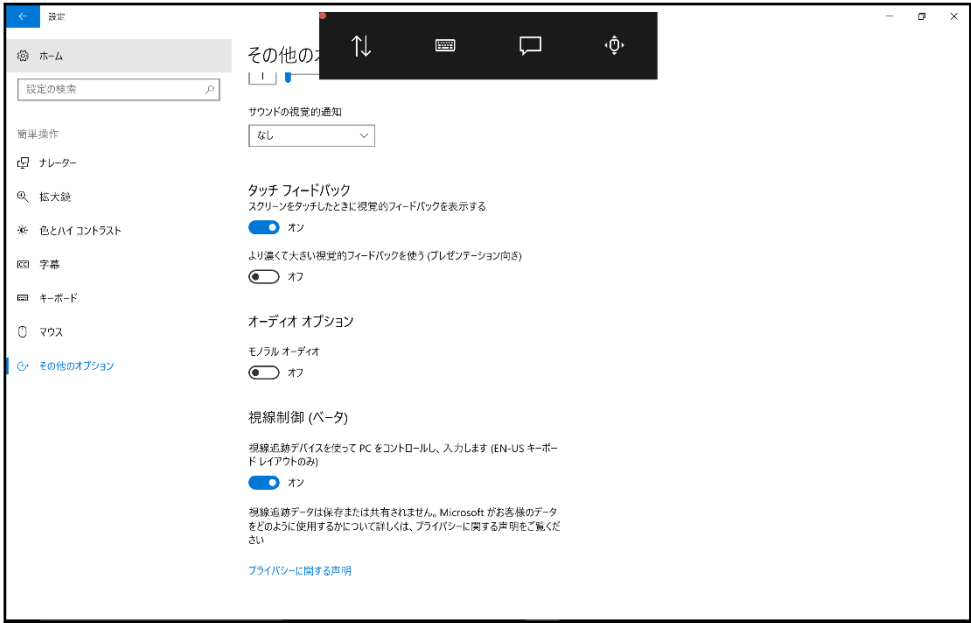 設定
ホーム
設定の検索
簡単操作
ナレーター
拡大鏡
色とハイ コントラスト
字幕
キーボード
マウス
その他のオプション
その他のオ
サウンドの視覚的通知
なし
タッチ フィードバック
スクリーンをタッチしたときに視覚的フィードバックを表示する
オン
より濃くて大きい視覚的フィードバックを使う (プレゼンテーション向き)
オフ
オーディオ オプション
モノラル オーディオ
オフ
視線制御 (ベータ)
視線追跡デバイスを使って PC をコントロールし、入力します (EN-US キーボー
ド レイアウトのみ)
オン
視線追跡データは保存または共有されません。Microsoft がお客様のデータ
をどのように使用するかについて詳しくは、プライバシーに関する声明をご覧くだ
さい
プライバシーに関する声明